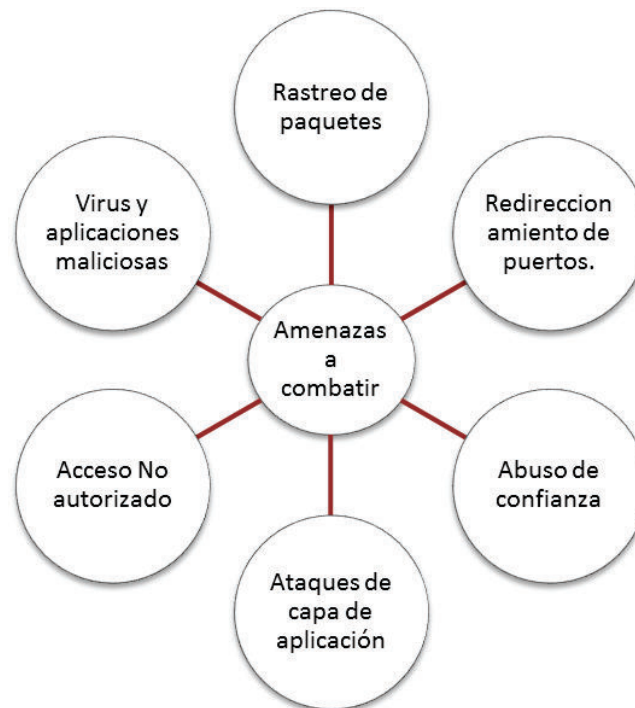 Rastreo de
paquetes
Virus y
aplicaciones
maliciosas
Redireccion
amiento de
puertos.
Amenazas
a
combatir
Acceso No
autorizado
Abuso de
confianza
Ataques de
capa de
aplicación